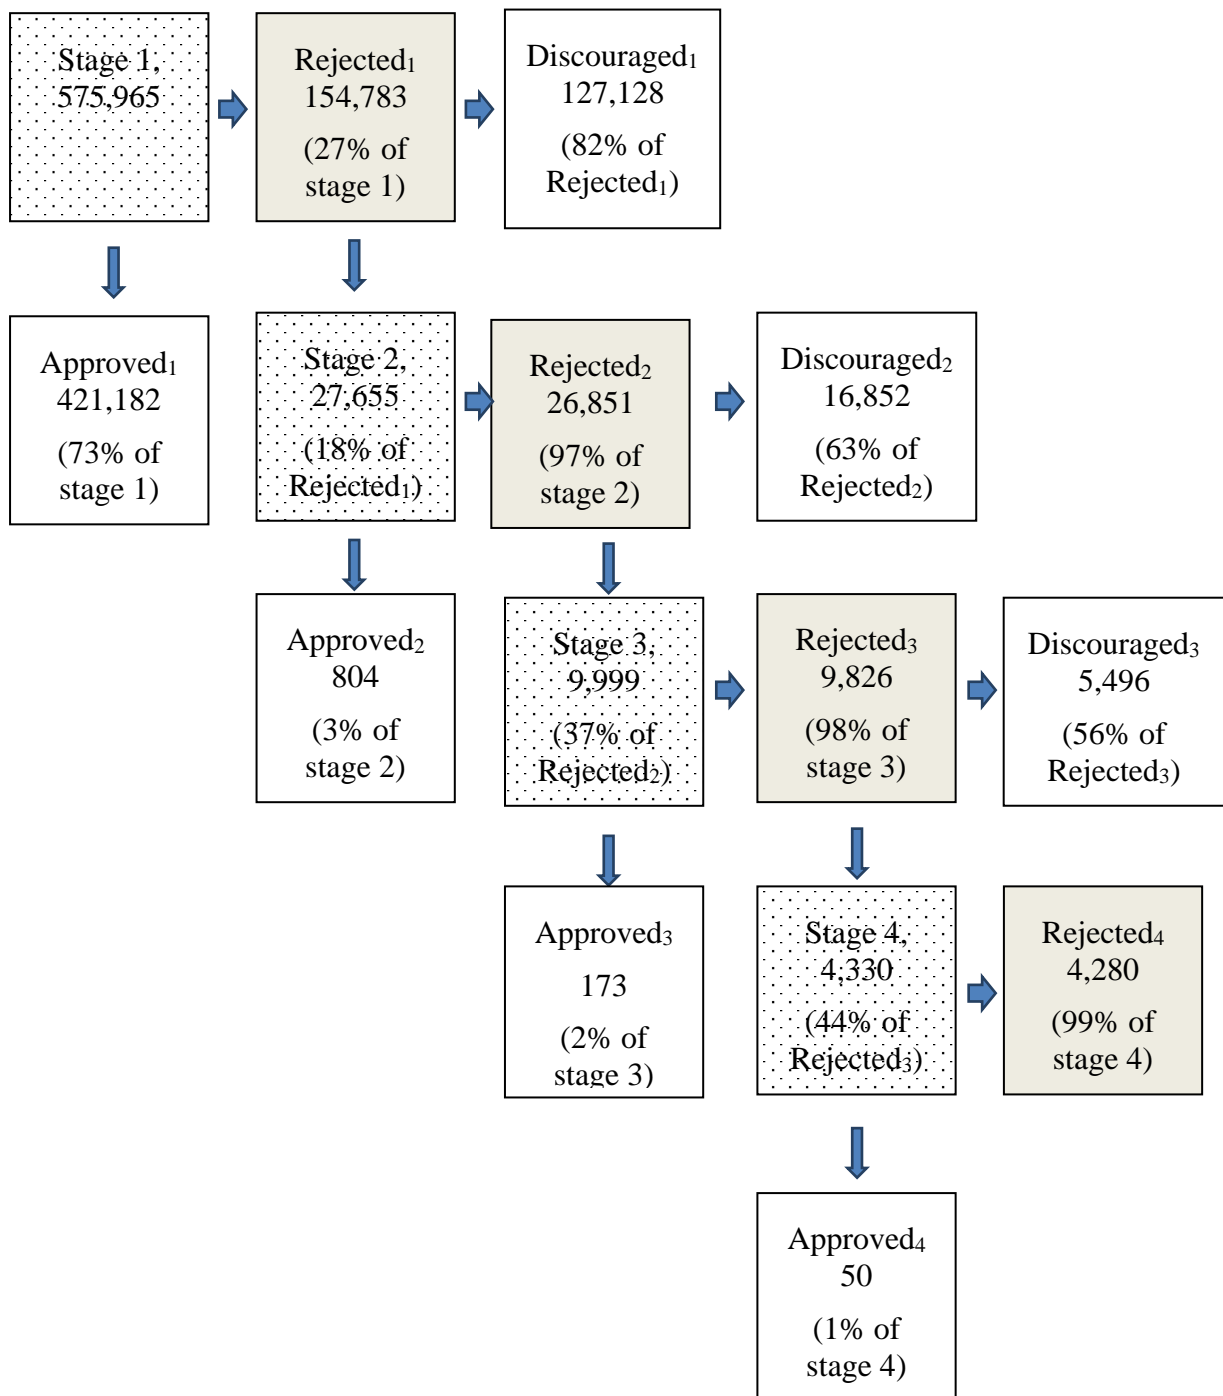 Stage 1,
575,965
Rejected₁
154,783
(27% of
stage 1)
Discouraged₁
127,128
(82% of
Rejected₁)
Approved₁
421,182
(73% of
stage 1)
Stage 2,
27,655
(18% of
Rejected₁)
Rejected₂
26,851
(97% of
stage 2)
Discouraged₂
16,852
(63% of
Rejected₂)
Approved₂
804
(3% of
stage 2)
Stage 3,
9,999
(37% of
Rejected₂)
Rejected₃
9,826
(98% of
stage 3)
Discouraged₃
5,496
(56% of
Rejected₃)
Approved₃
173
(2% of
stage 3)
Stage 4,
4,330
(44% of
Rejected₃)
Rejected₄
4,280
(99% of
stage 4)
Approved₄
50
(1% of
stage 4)